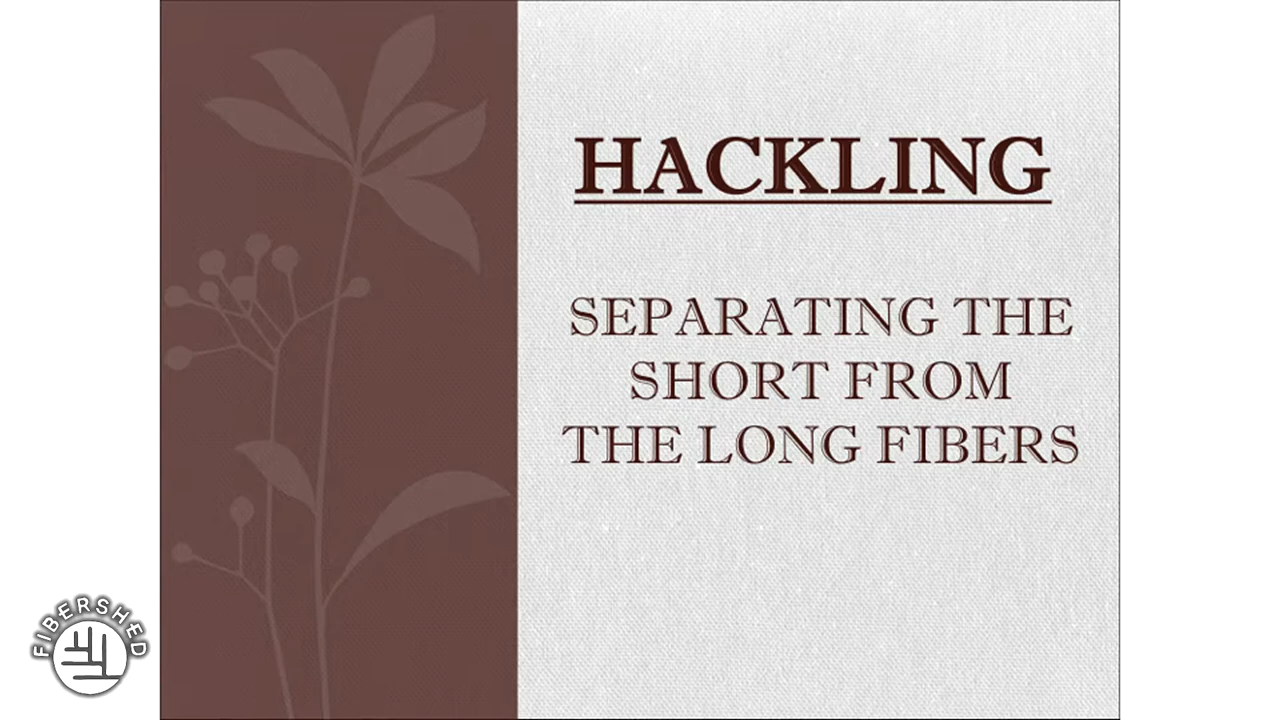 HACKLING
SEPARATING THE
SHORT FROM
THE LONG FIBERS
FIBERSHED